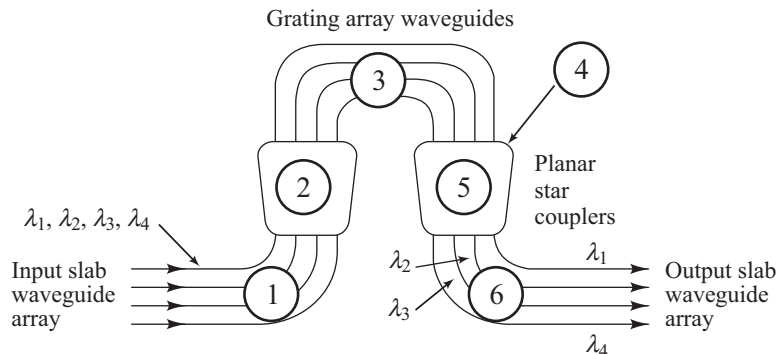 Grating array waveguides
3
4
2
5
Planar
star
couplers
λ1, λ2, λ3, λ4
Input slab
waveguide
array
1
λ2
λ3
6
λ1
Output slab
waveguide
array
λ4